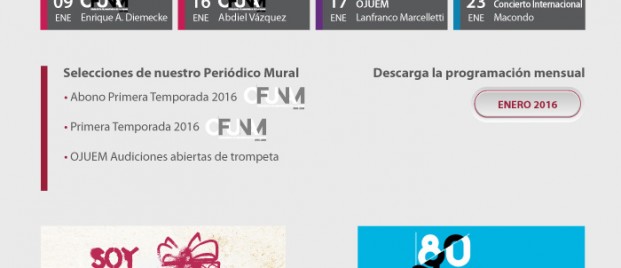 09 16 17 OJUEM 23 Concierto Internacional
ENE Enrique A. Diemecke ENE Abdiel Vázquez ENE Lanfranco Marcelletti ENE Macondo
Selecciones de nuestro Periódico Mural
Descarga la programación mensual
• Abono Primera Temporada 2016 OFUNAM
ENERO 2016
• Primera Temporada 2016 OFUNAM
• OJUEM Audiciones abiertas de trompeta
SOY
80